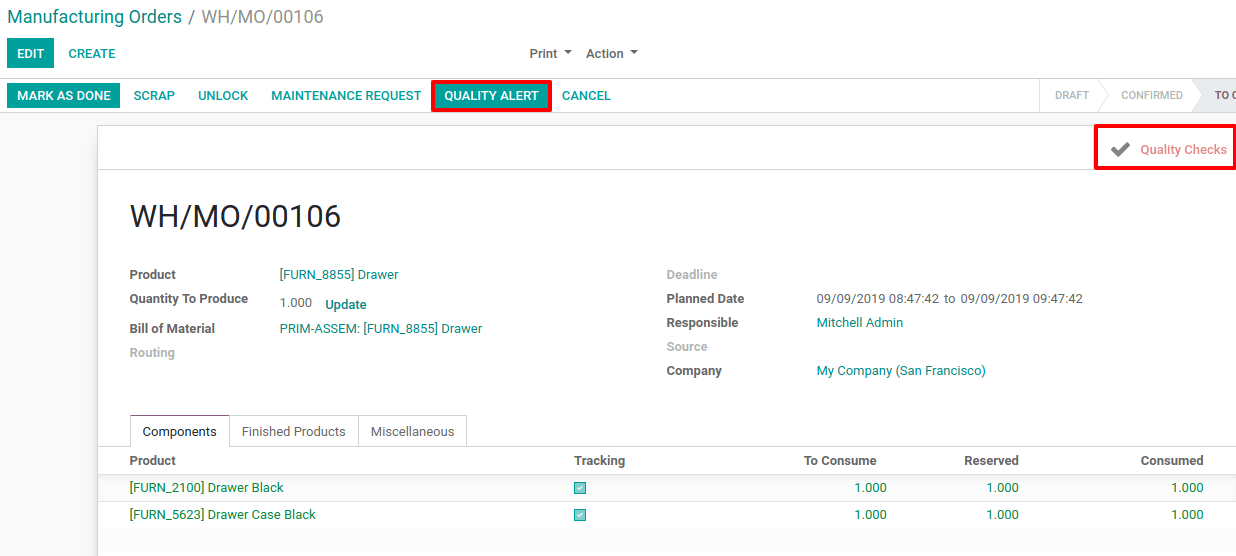 Manufacturing Orders / WH/MO/00106
EDIT CREATE Print Action
MARK AS DONE SCRAP UNLOCK MAINTENANCE REQUEST QUALITY ALERT CANCEL DRAFT CONFIRMED TO
Quality Checks
WH/MO/00106
Product [FURN_8855] Drawer Deadline
Quantity To Produce 1.000 Update Planned Date 09/09/2019 08:47:42 to 09/09/2019 09:47:42
Bill of Material PRIM-ASSEM: [FURN_8855] Drawer Responsible Mitchell Admin
Routing Source
Company My Company (San Francisco)
Components Finished Products Miscellaneous
Product Tracking To Consume Reserved Consumed
[FURN_2100] Drawer Black 1.000 1.000 1.000
[FURN_5623] Drawer Case Black 1.000 1.000 1.000